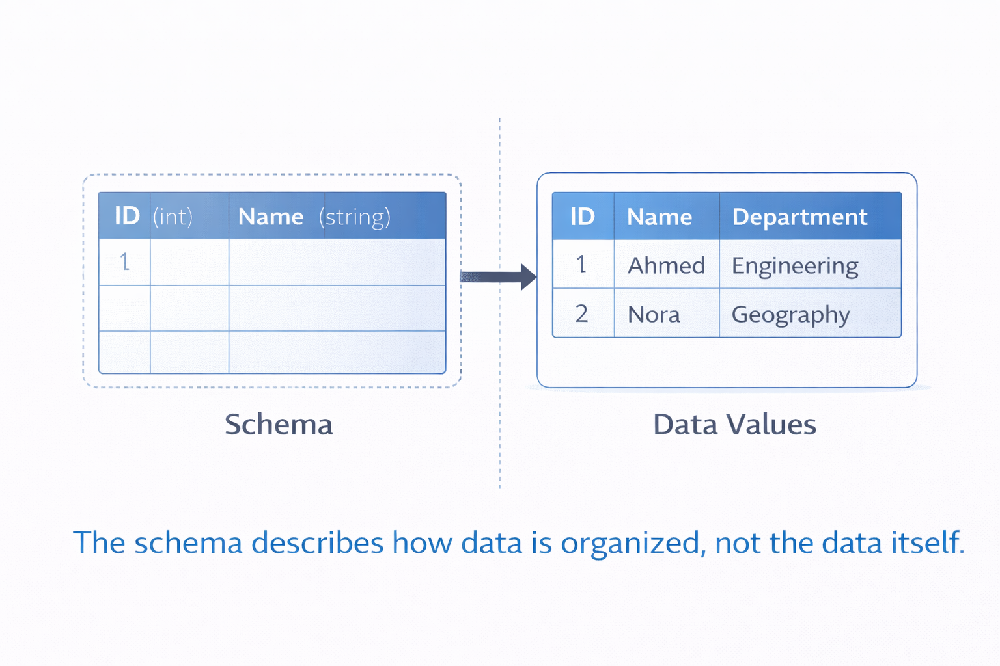 ID (int) Name (string)
1
Schema
ID Name Department
1 Ahmed Engineering
2 Nora Geography
Data Values
The schema describes how data is organized, not the data itself.